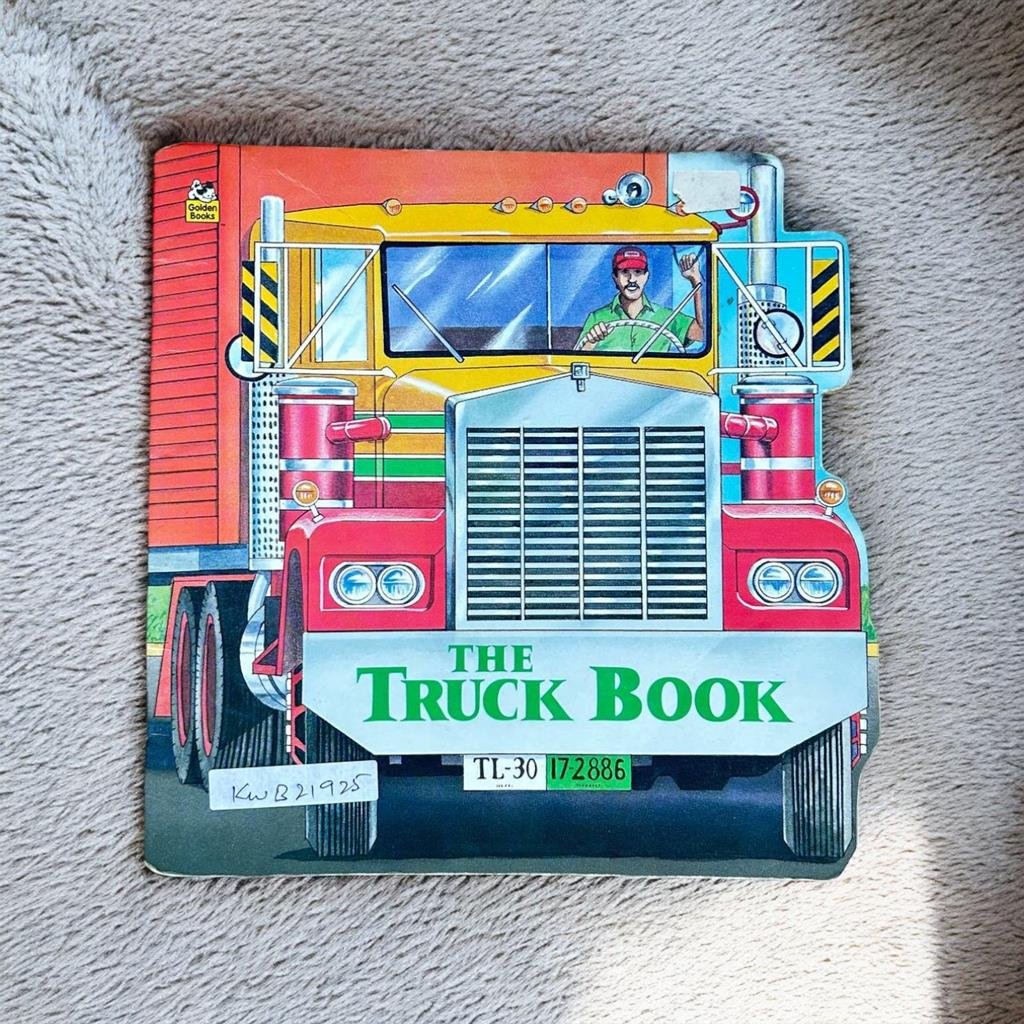 Golden
Books
THE
TRUCK BOOK
TL-30 17-2886
KWB21925